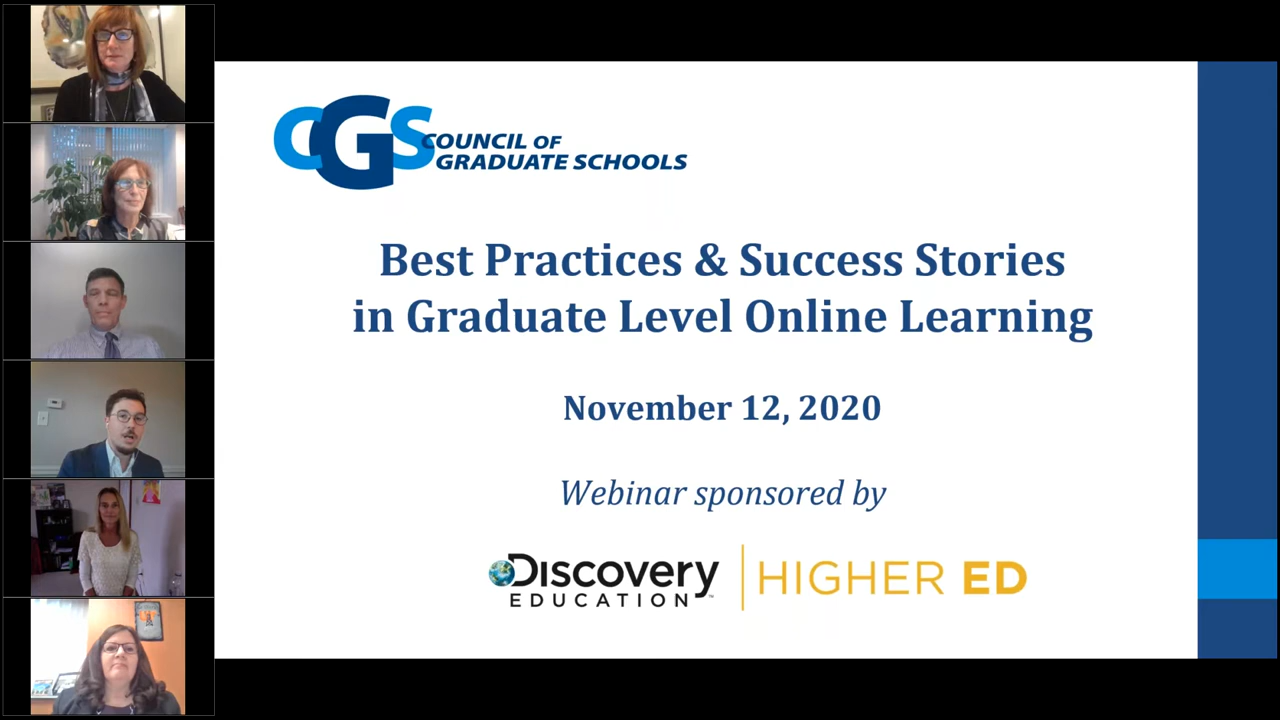 CGS COUNCIL OF
GRADUATE SCHOOLS
Best Practices & Success Stories
in Graduate Level Online Learning
November 12, 2020
Webinar sponsored by
DISCOVERY
EDUCATION™
HIGHER ED